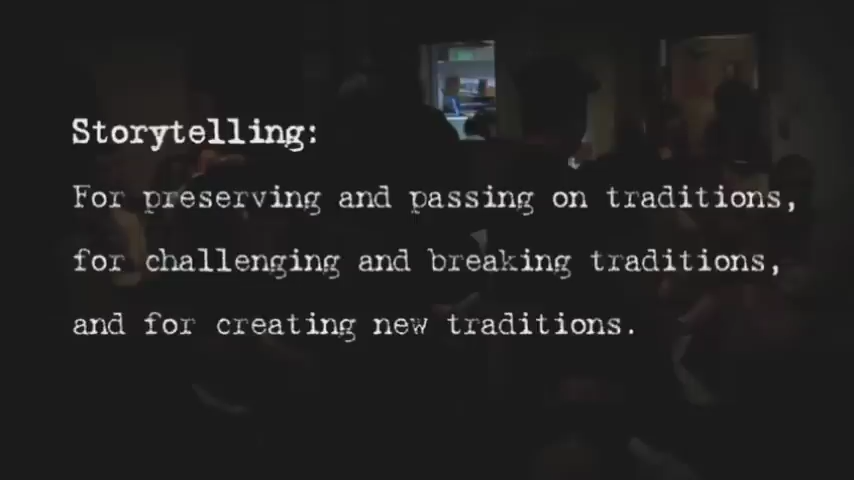 Storytelling:
For preserving and passing on traditions,
for challenging and breaking traditions,
and for creating new traditions.